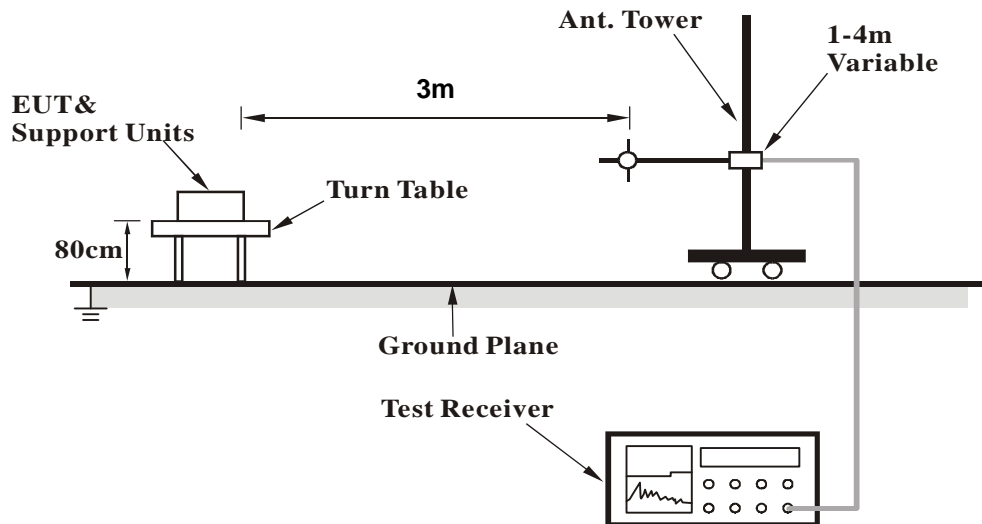 Ant. Tower
1-4m
Variable
3m
EUT&
Support Units
Turn Table
80cm
Ground Plane
Test Receiver